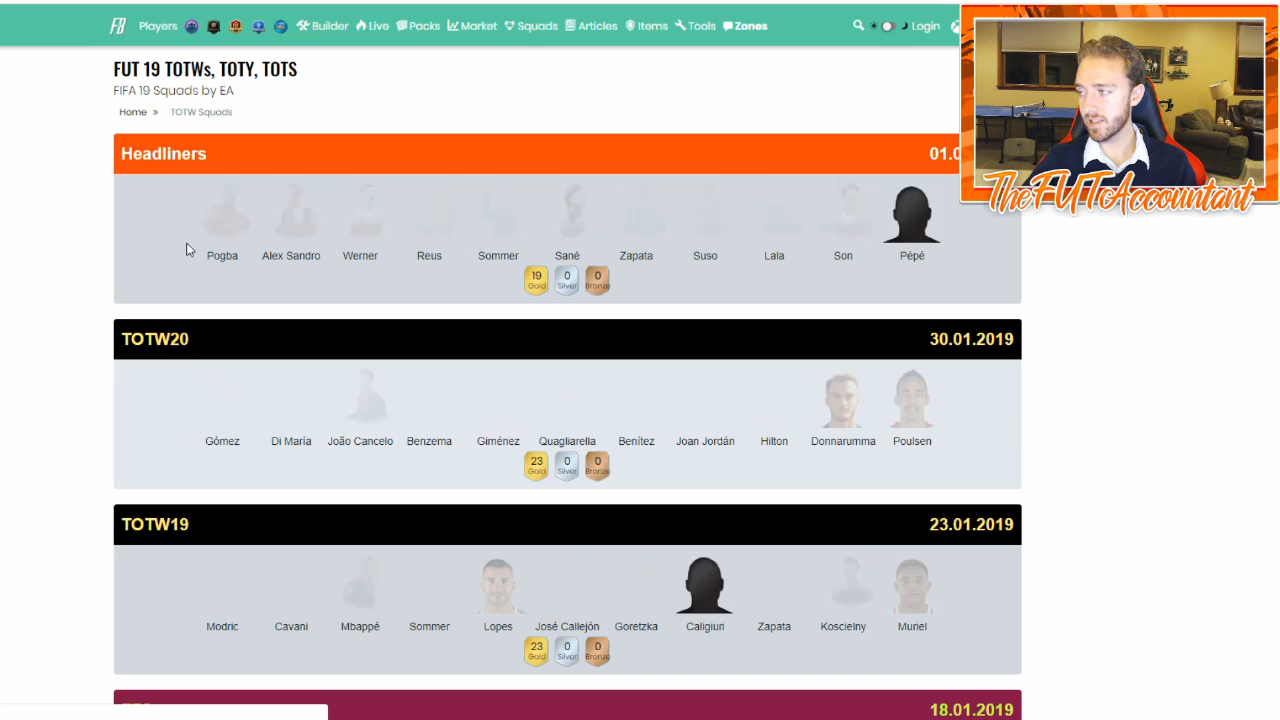 FB Players Builder Live Packs Market Squads Articles Items Tools Zones Login
FUT 19 TOTWs, TOTY, TOTS
FIFA 19 Squads by EA
Home » TOTW Squads
TheFUTAccountant
Headliners 01.0
Pogba Alex Sandro Werner Reus Sommer Sané Zapata Suso Lala Son Pépé
19 0 0
Gold Silver Bronze
TOTW20 30.01.2019
Gómez Di María João Cancelo Benzema Giménez Quagliarella Benítez Joan Jordán Hilton Donnarumma Poulsen
23 0 0
Gold Silver Bronze
TOTW19 23.01.2019
Modric Cavani Mbappé Sommer Lopes José Callejón Goretzka Caligiuri Zapata Koscielny Muriel
23 0 0
Gold Silver Bronze
18.01.2019